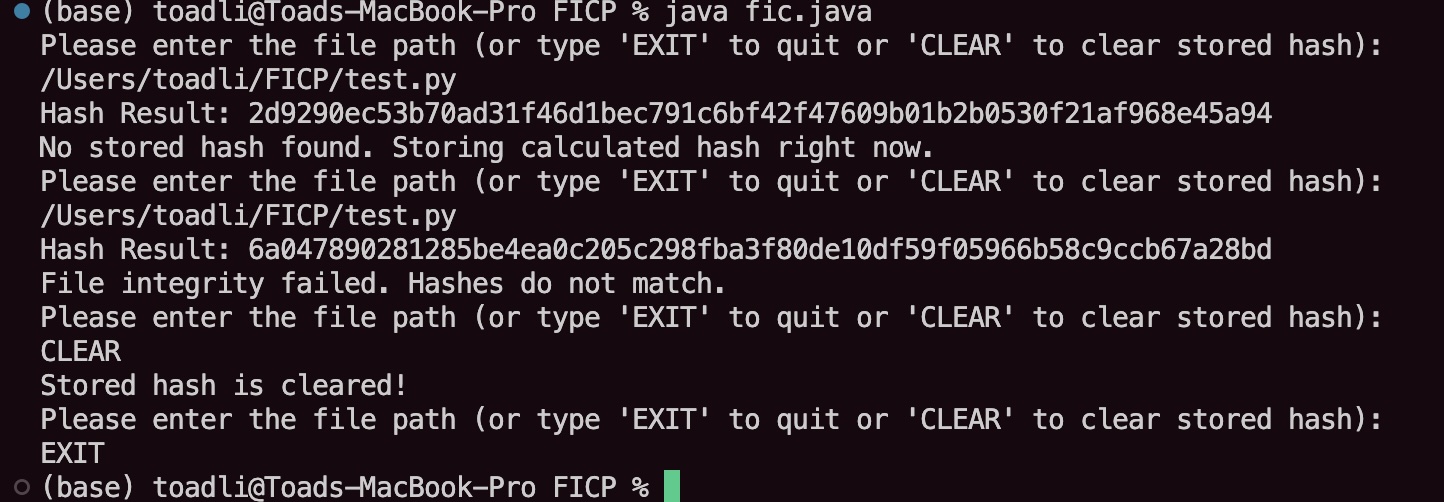 (base) toadli@Toads-MacBook-Pro FICP % java fic.java
Please enter the file path (or type 'EXIT' to quit or 'CLEAR' to clear stored hash):
/Users/toadli/FICP/test.py
Hash Result: 2d9290ec53b70ad31f46d1bec791c6bf42f47609b01b2b0530f21af968e45a94
No stored hash found. Storing calculated hash right now.
Please enter the file path (or type 'EXIT' to quit or 'CLEAR' to clear stored hash):
/Users/toadli/FICP/test.py
Hash Result: 6a047890281285be4ea0c205c298fba3f80de10df59f05966b58c9ccb67a28bd
File integrity failed. Hashes do not match.
Please enter the file path (or type 'EXIT' to quit or 'CLEAR' to clear stored hash):
CLEAR
Stored hash is cleared!
Please enter the file path (or type 'EXIT' to quit or 'CLEAR' to clear stored hash):
EXIT
(base) toadli@Toads-MacBook-Pro FICP %